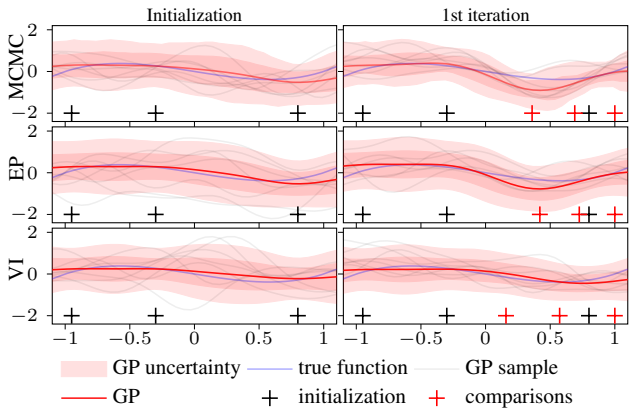 Initialization 1st iteration
MCMC
2
0
−2
EP
2
0
−2
VI
2
0
−2
−1 −0.5 0 0.5 1 −1 −0.5 0 0.5 1
GP uncertainty true function GP sample
GP initialization comparisons